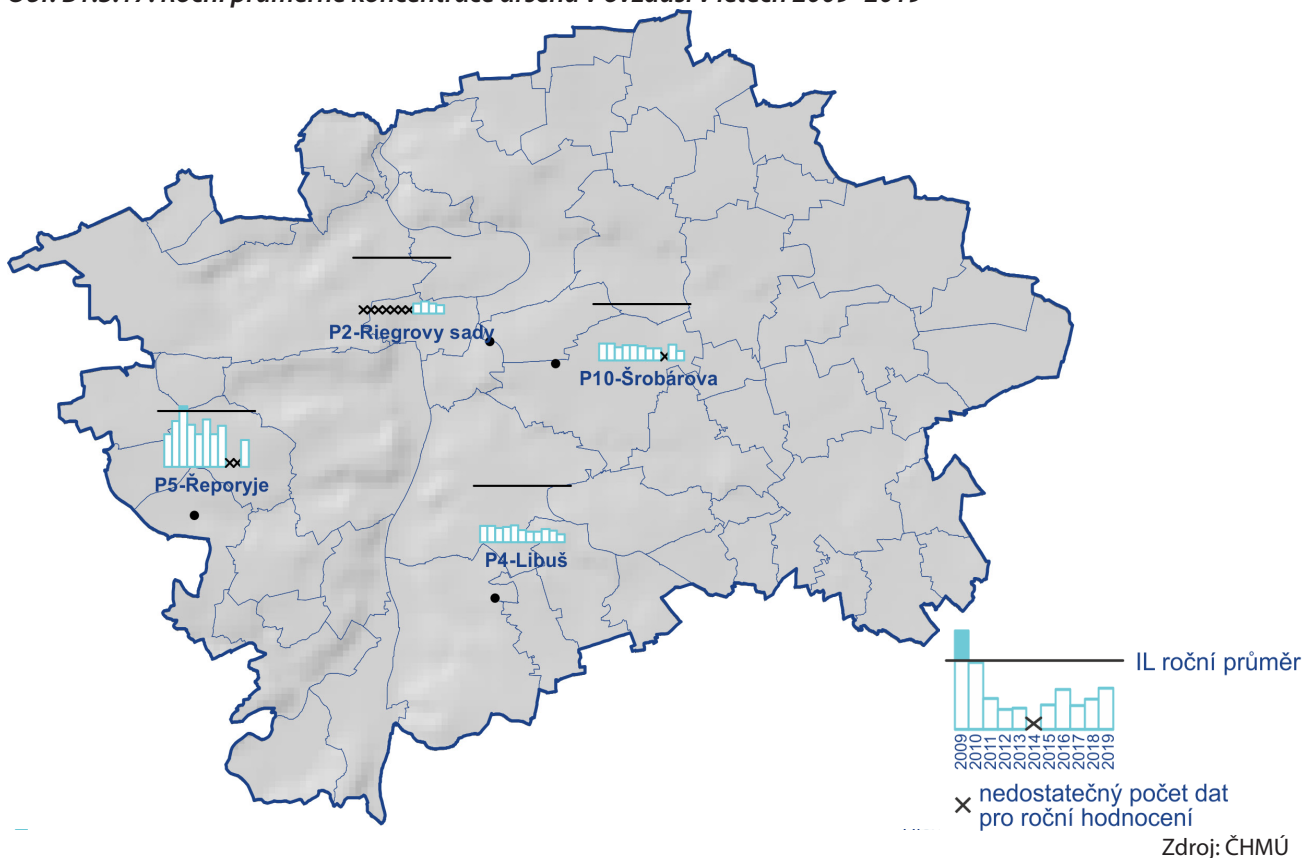 P2-Riegrovy sady
P10-Šrobárova
P5-Řeporyje
P4-Libuš
IL roční průměr
2009
2010
2011
2012
2013
2014
2015
2016
2017
2018
2019
nedostatečný počet dat
pro roční hodnocení
Zdroj: ČHMÚ